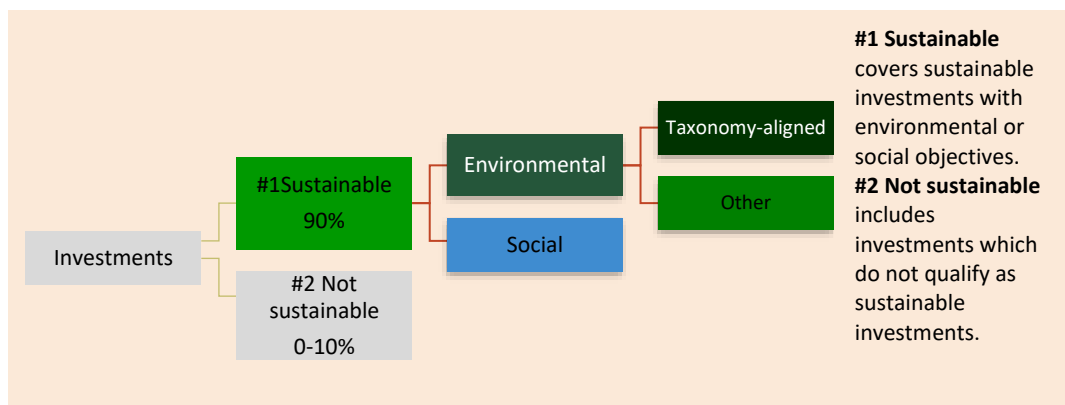 Investments
#1Sustainable
90%
#2 Not
sustainable
0-10%
Environmental
Social
Taxonomy-aligned
Other
#1 Sustainable
covers sustainable
investments with
environmental or
social objectives.
#2 Not sustainable
includes
investments which
do not qualify as
sustainable
investments.